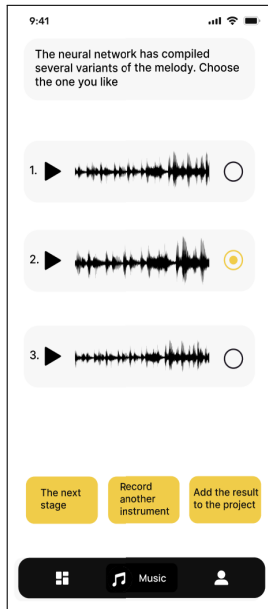 9:41
The neural network has compiled
several variants of the melody. Choose
the one you like
1.
2.
3.
The next
stage
Record
another
instrument
Add the result
to the project
Music